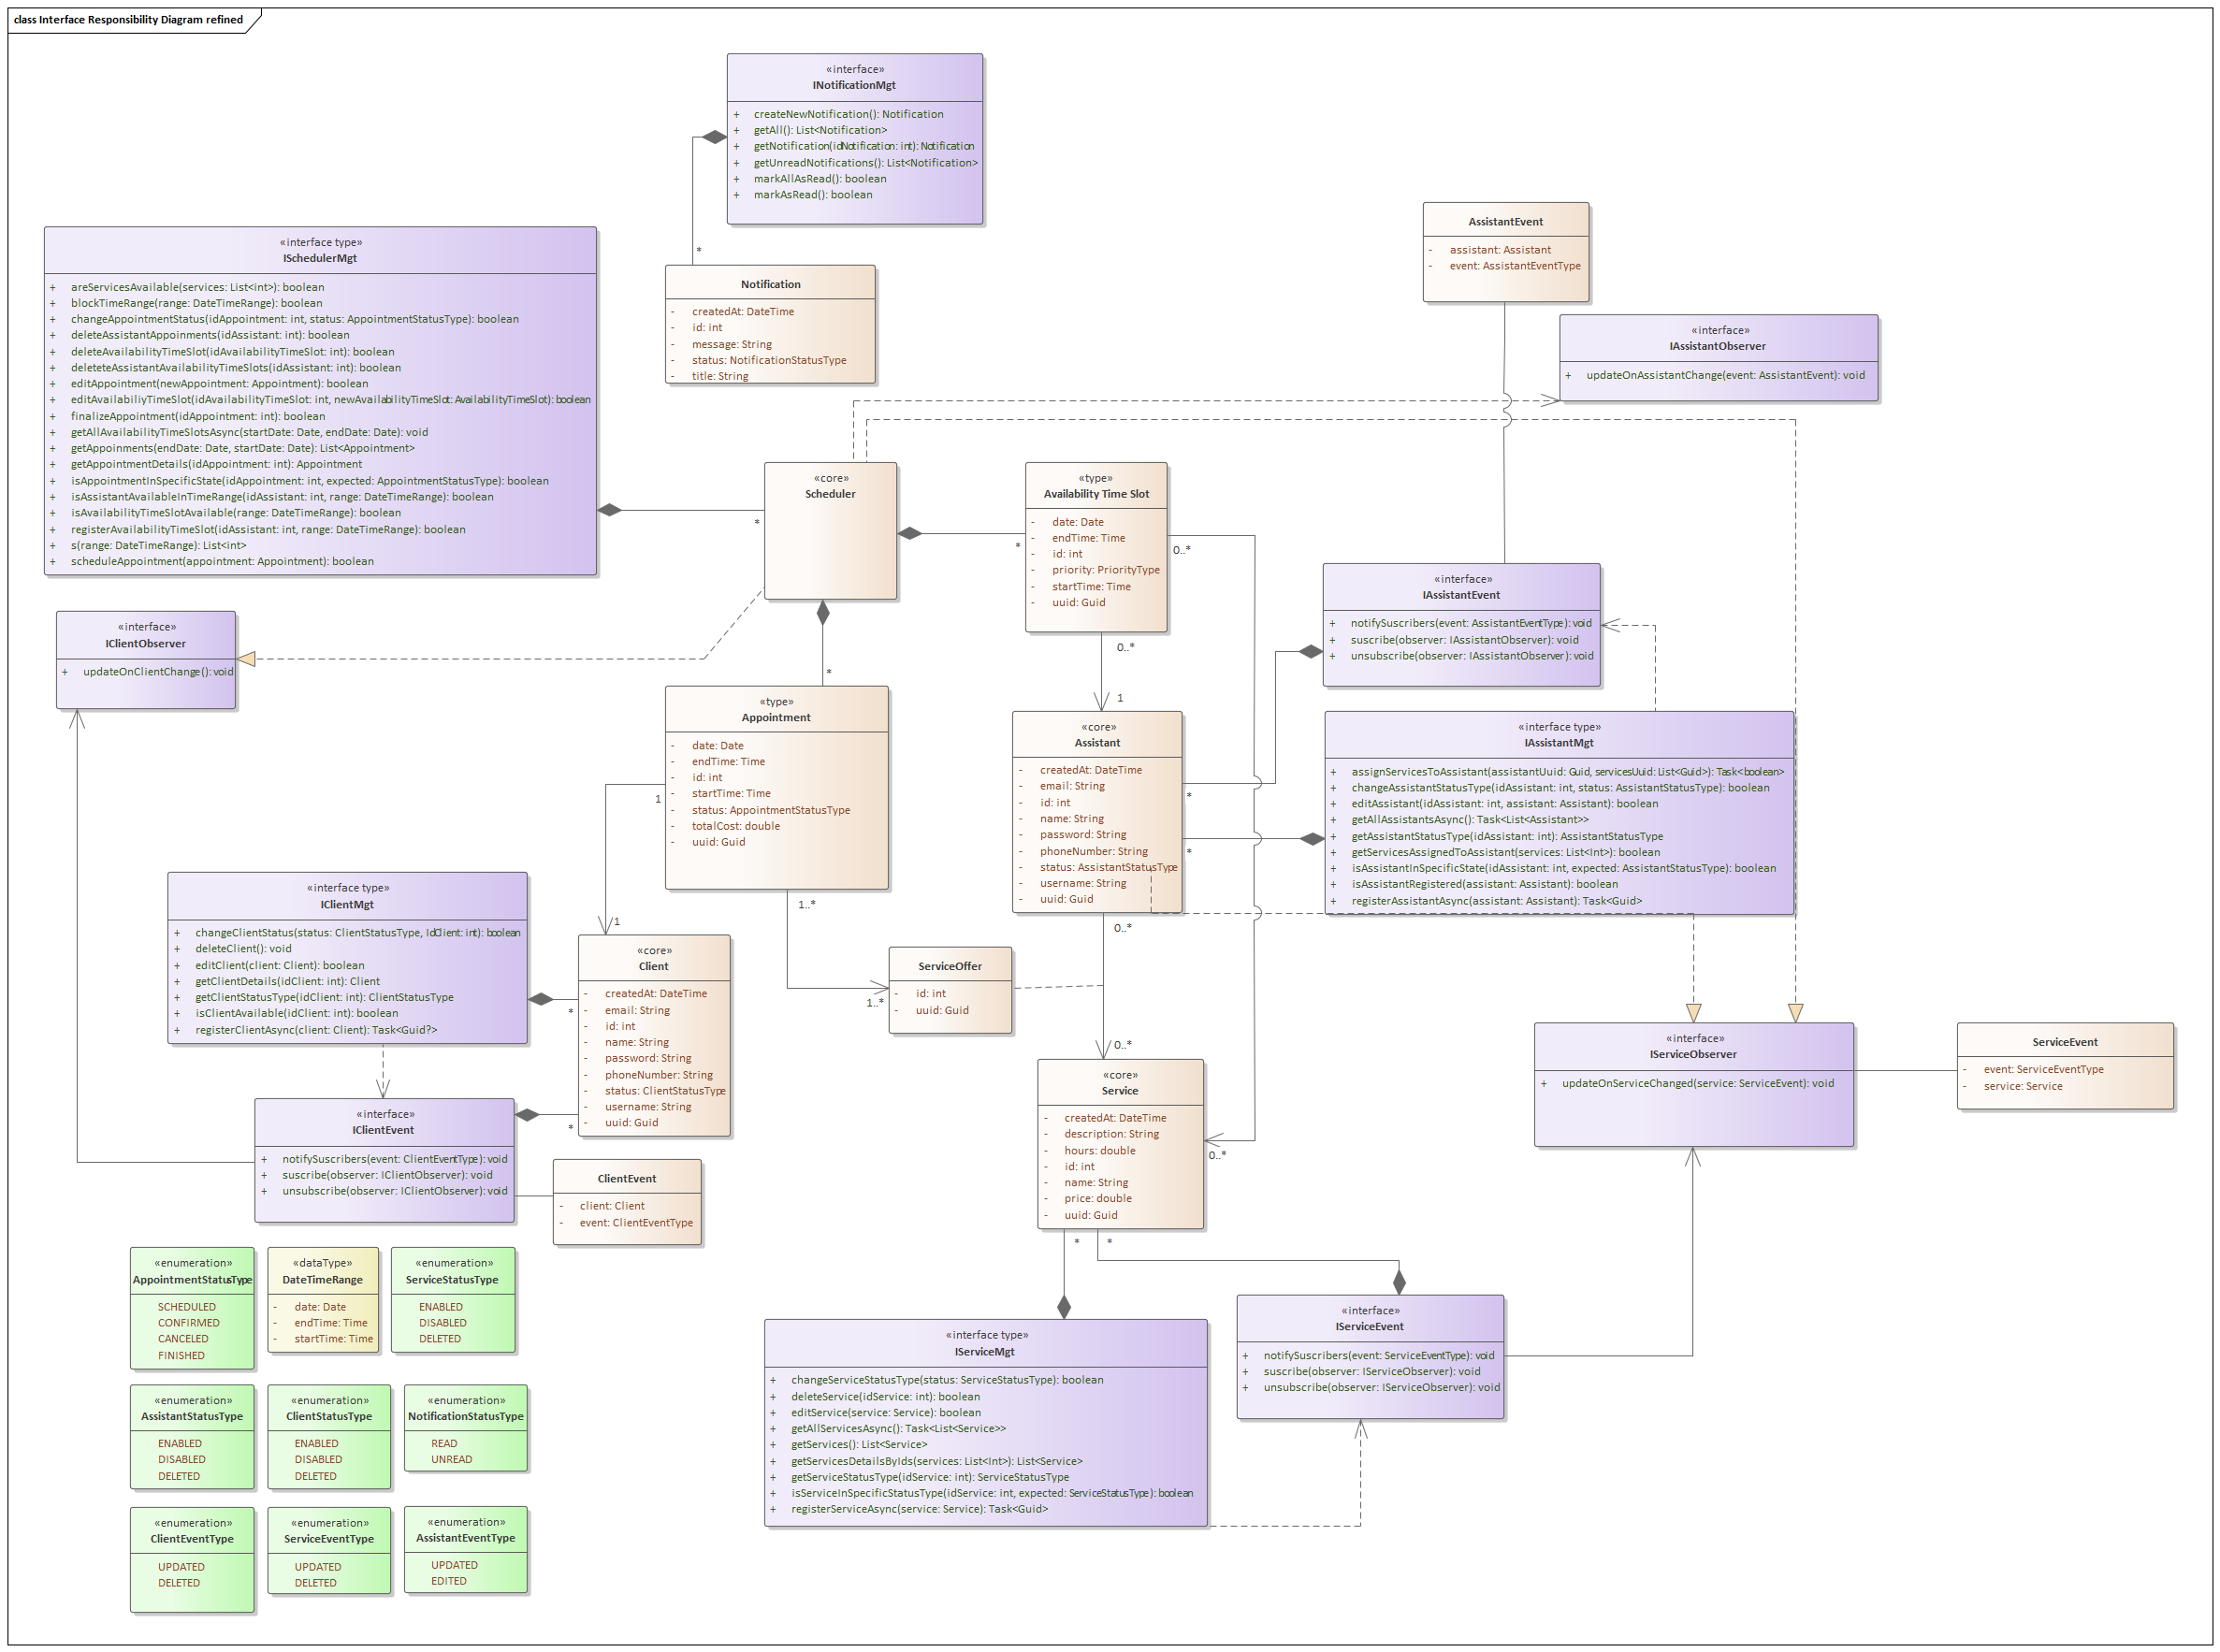 class Interface Responsibility Diagram refined
«interface»
INotificationMgt
+ createNewNotification(): Notification
+ getAll(): List<Notification>
+ getNotification(idNotification: int): Notification
+ getUnreadNotifications(): List<Notification>
+ markAllAsRead(): boolean
+ markAsRead(): boolean
*
Notification
- createdAt: DateTime
- id: int
- message: String
- status: NotificationStatusType
- title: String
«interface type»
ISchedulerMgt
+ areServicesAvailable(services: List<int>): boolean
+ blockTimeRange(range: DateTimeRange): boolean
+ changeAppointmentStatus(idAppointment: int, status: AppointmentStatusType): boolean
+ deleteAssistantAppoinments(idAssistant: int): boolean
+ deleteAvailabilityTimeSlot(idAvailabilityTimeSlot: int): boolean
+ deleteteAssistantAvailabilityTimeSlots(idAssistant: int): boolean
+ editAppointment(newAppointment: Appointment): boolean
+ editAvailabiliyTimeSlot(idAvailabilityTimeSlot: int, newAvailabilityTimeSlot: AvailabilityTimeSlot): boolean
+ finalizeAppointment(idAppointment: int): boolean
+ getAllAvailabilityTimeSlotsAsync(startDate: Date, endDate: Date): void
+ getAppoinments(endDate: Date, startDate: Date): List<Appointment>
+ getAppointmentDetails(idAppointment: int): Appointment
+ isAppointmentInSpecificState(idAppointment: int, expected: AppointmentStatusType): boolean
+ isAssistantAvailableInTimeRange(idAssistant: int, range: DateTimeRange): boolean
+ isAvailabilityTimeSlotAvailable(range: DateTimeRange): boolean
+ registerAvailabilityTimeSlot(idAssistant: int, range: DateTimeRange): boolean
+ s(range: DateTimeRange): List<int>
+ scheduleAppointment(appointment: Appointment): boolean
*
«core»
Scheduler
*
*
«type»
Availability Time Slot
- date: Date
- endTime: Time
- id: int
- priority: PriorityType
- startTime: Time
- uuid: Guid
0..*
0..*
1
AssistantEvent
- assistant: Assistant
- event: AssistantEventType
«interface»
IAssistantObserver
+ updateOnAssistantChange(event: AssistantEvent): void
«interface»
IAssistantEvent
+ notifySuscribers(event: AssistantEventType): void
+ suscribe(observer: IAssistantObserver): void
+ unsubscribe(observer: IAssistantObserver): void
«interface»
IClientObserver
+ updateOnClientChange(): void
«type»
Appointment
- date: Date
- endTime: Time
- id: int
- startTime: Time
- status: AppointmentStatusType
- totalCost: double
- uuid: Guid
1
1
1..*
1..*
«core»
Assistant
- createdAt: DateTime
- email: String
- id: int
- name: String
- password: String
- phoneNumber: String
- status: AssistantStatusType
- username: String
- uuid: Guid
*
*
0..*
0..*
«interface type»
IAssistantMgt
+ assignServicesToAssistant(assistantUuid: Guid, servicesUuid: List<Guid>): Task<boolean>
+ changeAssistantStatusType(idAssistant: int, status: AssistantStatusType): boolean
+ editAssistant(idAssistant: int, assistant: Assistant): boolean
+ getAllAssistantsAsync(): Task<List<Assistant>>
+ getAssistantStatusType(idAssistant: int): AssistantStatusType
+ getServicesAssignedToAssistant(services: List<Int>): boolean
+ isAssistantInSpecificState(idAssistant: int, expected: AssistantStatusType): boolean
+ isAssistantRegistered(assistant: Assistant): boolean
+ registerAssistantAsync(assistant: Assistant): Task<Guid>
«interface type»
IClientMgt
+ changeClientStatus(status: ClientStatusType, IdClient: int): boolean
+ deleteClient(): void
+ editClient(client: Client): boolean
+ getClientDetails(idClient: int): Client
+ getClientStatusType(idClient: int): ClientStatusType
+ isClientAvailable(idClient: int): boolean
+ registerClientAsync(client: Client): Task<Guid?>
*
*
«core»
Client
- createdAt: DateTime
- email: String
- id: int
- name: String
- password: String
- phoneNumber: String
- status: ClientStatusType
- username: String
- uuid: Guid
ServiceOffer
- id: int
- uuid: Guid
«interface»
IServiceObserver
+ updateOnServiceChanged(service: ServiceEvent): void
ServiceEvent
- event: ServiceEventType
- service: Service
«core»
Service
- createdAt: DateTime
- description: String
- hours: double
- id: int
- name: String
- price: double
- uuid: Guid
0..*
*
*
«interface»
IClientEvent
+ notifySuscribers(event: ClientEventType): void
+ suscribe(observer: IClientObserver): void
+ unsubscribe(observer: IClientObserver): void
ClientEvent
- client: Client
- event: ClientEventType
«enumeration»
AppointmentStatusType
SCHEDULED
CONFIRMED
CANCELED
FINISHED
«dataType»
DateTimeRange
- date: Date
- endTime: Time
- startTime: Time
«enumeration»
ServiceStatusType
ENABLED
DISABLED
DELETED
«enumeration»
AssistantStatusType
ENABLED
DISABLED
DELETED
«enumeration»
ClientStatusType
ENABLED
DISABLED
DELETED
«enumeration»
NotificationStatusType
READ
UNREAD
«enumeration»
ClientEventType
UPDATED
DELETED
«enumeration»
ServiceEventType
UPDATED
DELETED
«enumeration»
AssistantEventType
UPDATED
EDITED
«interface type»
IServiceMgt
+ changeServiceStatusType(status: ServiceStatusType): boolean
+ deleteService(idService: int): boolean
+ editService(service: Service): boolean
+ getAllServicesAsync(): Task<List<Service>>
+ getServices(): List<Service>
+ getServicesDetailsByIds(services: List<Int>): List<Service>
+ getServiceStatusType(idService: int): ServiceStatusType
+ isServiceInSpecificStatusType(idService: int, expected: ServiceStatusType): boolean
+ registerServiceAsync(service: Service): Task<Guid>
«interface»
IServiceEvent
+ notifySuscribers(event: ServiceEventType): void
+ suscribe(observer: IServiceObserver): void
+ unsubscribe(observer: IServiceObserver): void